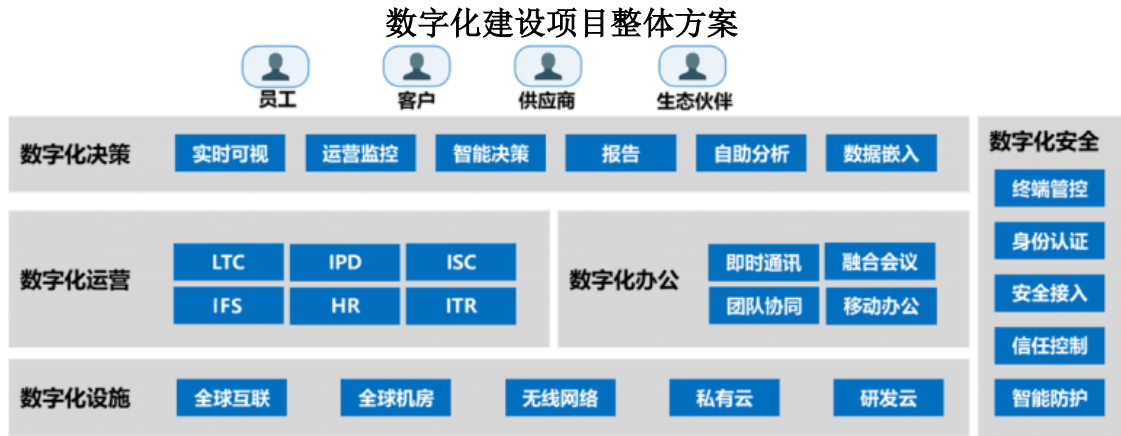 数字化建设项目整体方案
员工 客户 供应商 生态伙伴
数字化决策 实时可视 运营监控 智能决策 报告 自助分析 数据嵌入
数字化运营
LTC IPD ISC
IFS HR ITR
数字化办公
即时通讯 融合会议
团队协同 移动办公
数字化设施 全球互联 全球机房 无线网络 私有云 研发云
数字化安全
终端管控
身份认证
安全接入
信任控制
智能防护